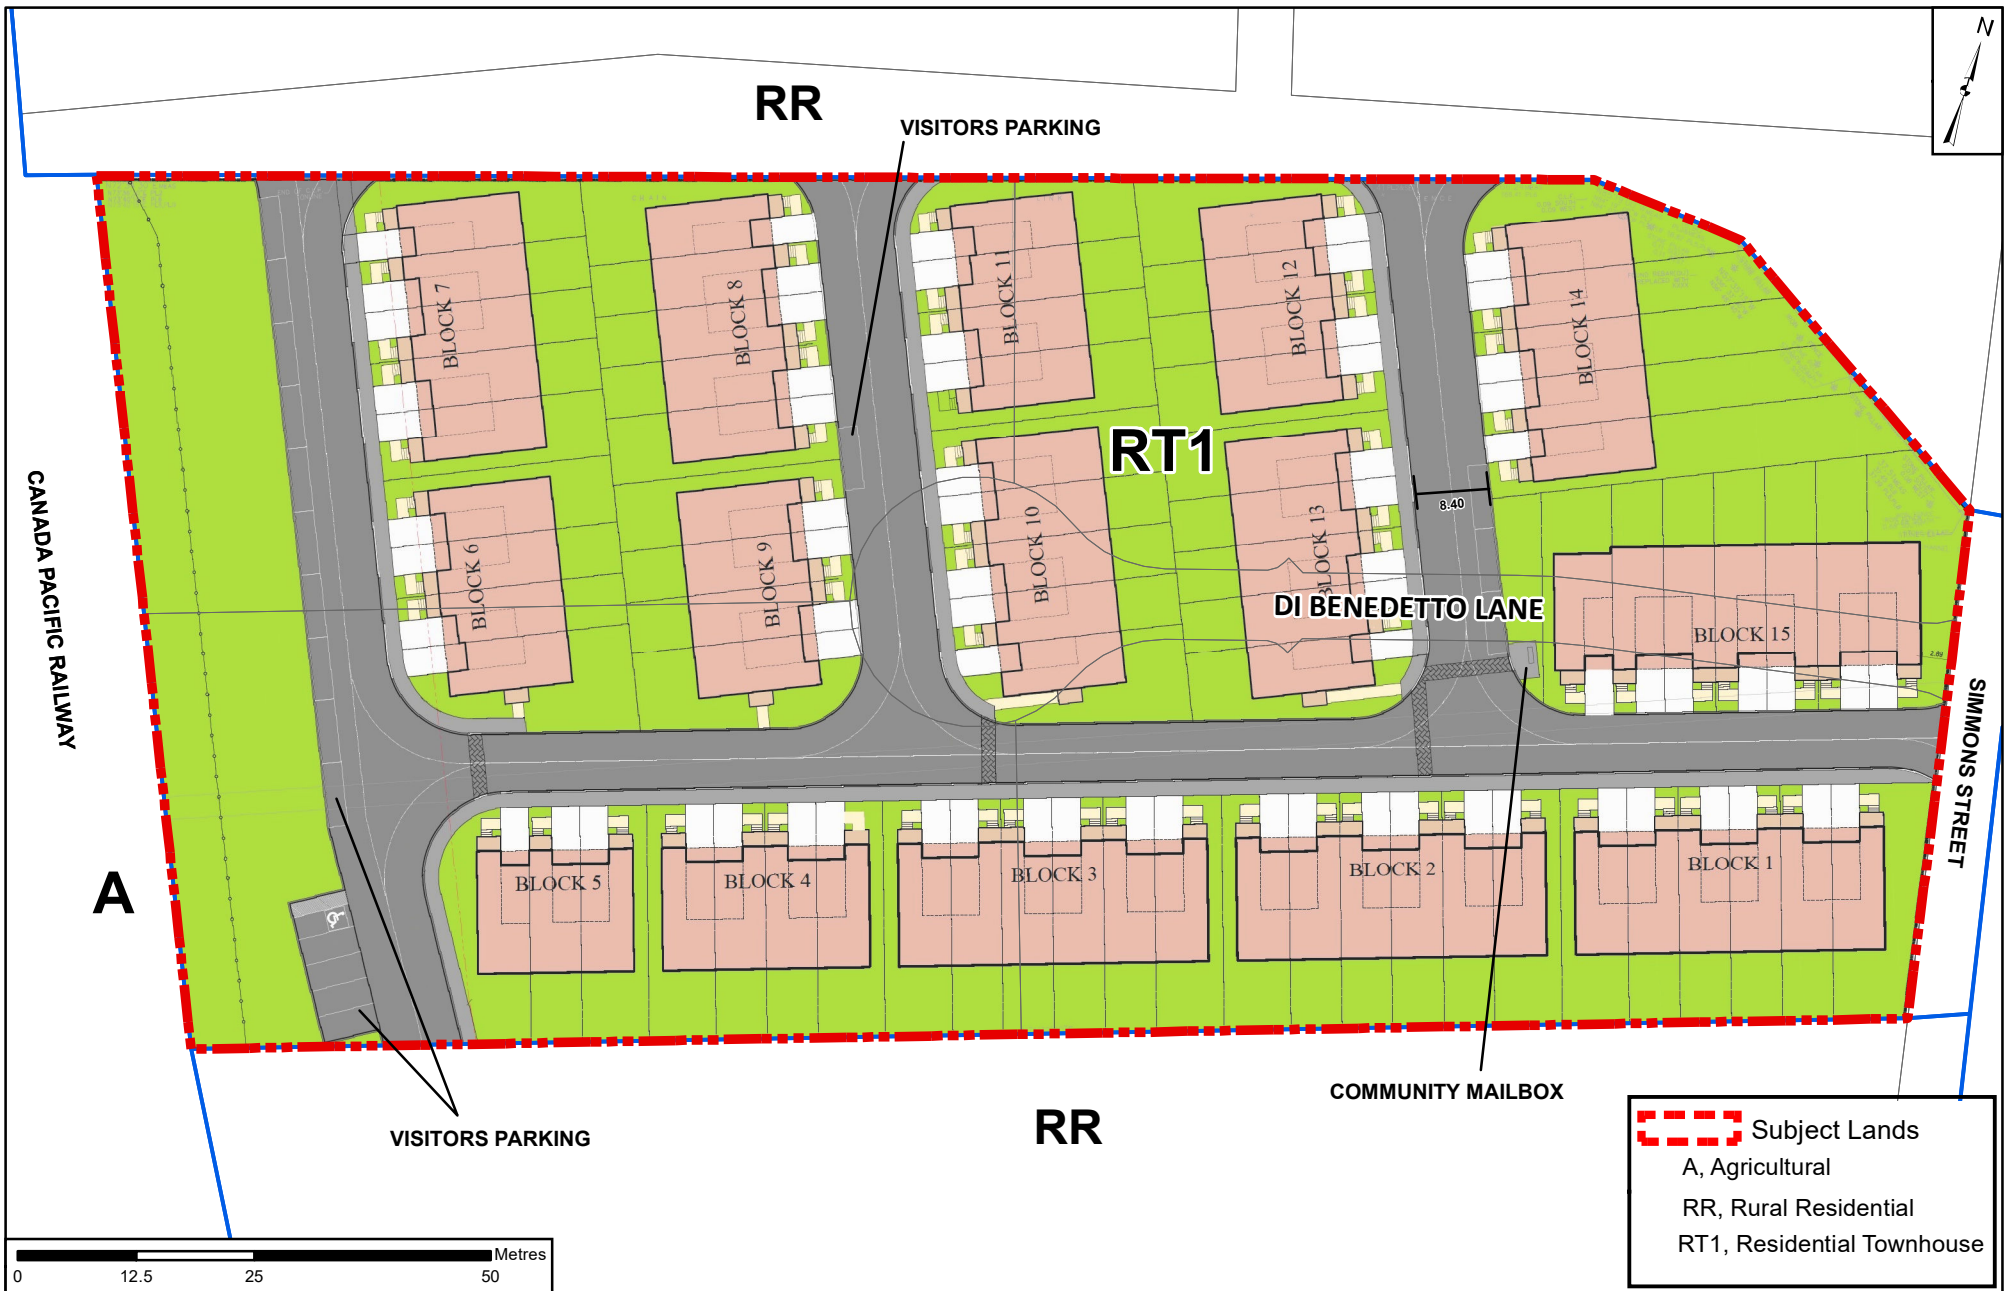 N
RR
VISITORS PARKING
BLOCK 7
BLOCK 8
BLOCK 11
BLOCK 12
BLOCK 14
RT1
CANADA PACIFIC RAILWAY
8.40
BLOCK 6
BLOCK 9
BLOCK 10
BLOCK 13
DI BENEDETTO LANE
BLOCK 15
2.69
SIMMONS STREET
A
BLOCK 5
BLOCK 4
BLOCK 3
BLOCK 2
BLOCK 1
COMMUNITY MAILBOX
VISITORS PARKING
RR
Subject Lands
A, Agricultural
RR, Rural Residential
RT1, Residential Townhouse
Metres
0 12.5 25 50